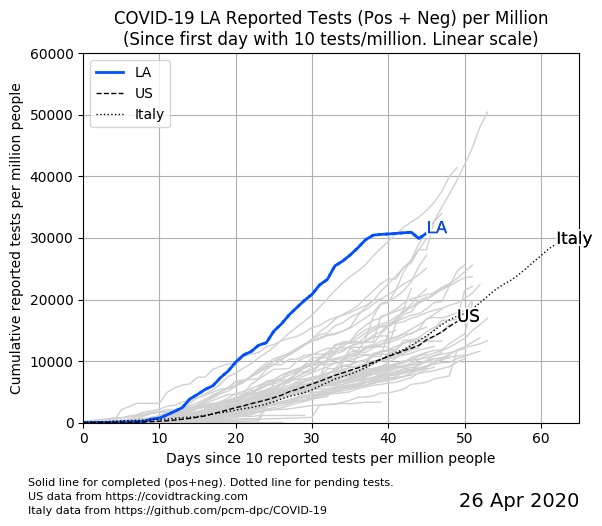 COVID-19 LA Reported Tests (Pos + Neg) per Million
(Since first day with 10 tests/million. Linear scale)
Cumulative reported tests per million people
60000
50000
40000
30000
20000
10000
0
LA
US
Italy
LA
Italy
US
0 10 20 30 40 50 60
Days since 10 reported tests per million people
Solid line for completed (pos+neg). Dotted line for pending tests.
US data from https://covidtracking.com
Italy data from https://github.com/pcm-dpc/COVID-19
26 Apr 2020